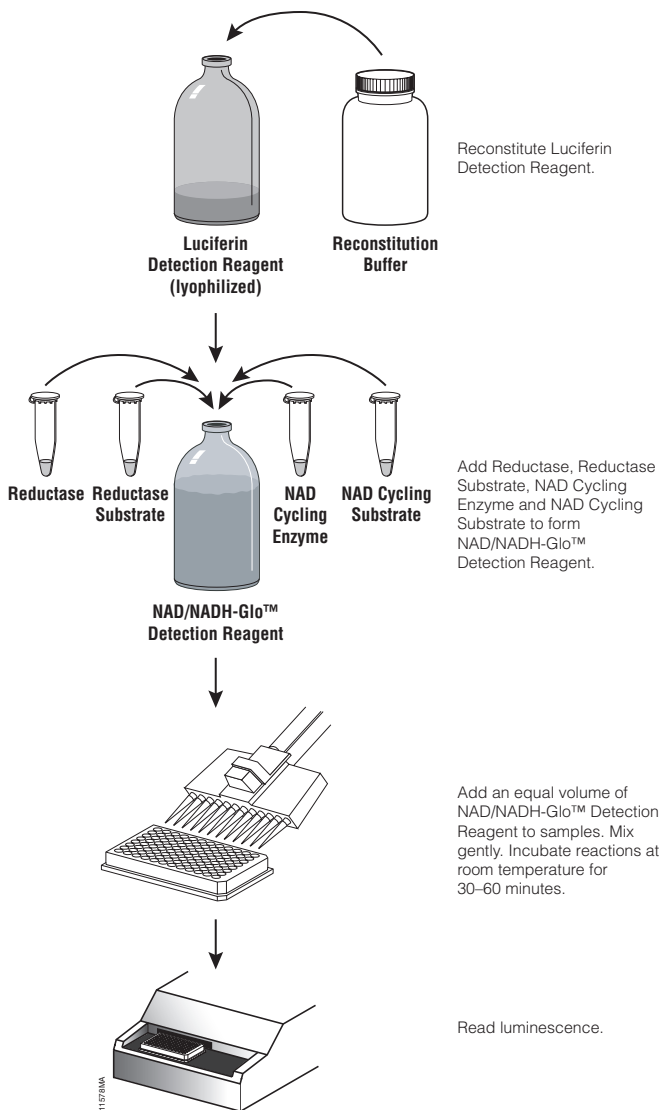 Reconstitute Luciferin
Detection Reagent.
Luciferin
Detection Reagent
(lyophilized)
Reconstitution
Buffer
Reductase
Reductase
Substrate
NAD
Cycling
Enzyme
NAD Cycling
Substrate
Add Reductase, Reductase
Substrate, NAD Cycling
Enzyme and NAD Cycling
Substrate to form
NAD/NADH-Glo™
Detection Reagent.
NAD/NADH-Glo™
Detection Reagent
Add an equal volume of
NAD/NADH-Glo™ Detection
Reagent to samples. Mix
gently. Incubate reactions at
room temperature for
30–60 minutes.
Read luminescence.
11578MA